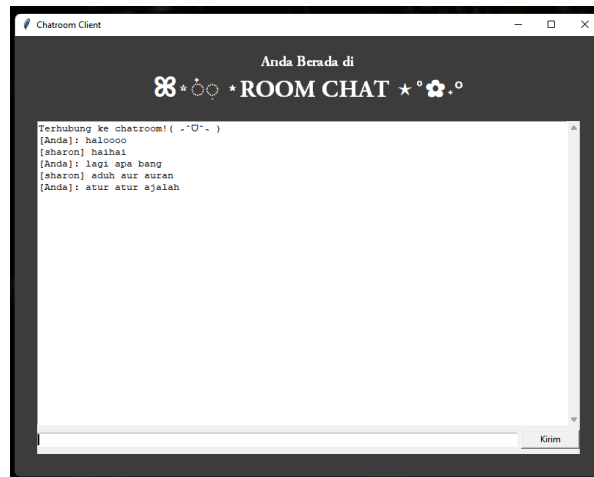 Chatroom Client
Anda Berada di
ꕤ⋆ ⋆ROOM CHAT ⋆˚✿˖°
Terhubung ke chatroom!( ˶ˆᗜˆ˵ )
[Anda]: haloooo
[sharon] haihai
[Anda]: lagi apa bang
[sharon] aduh aur auran
[Anda]: atur atur ajalah
Kirim